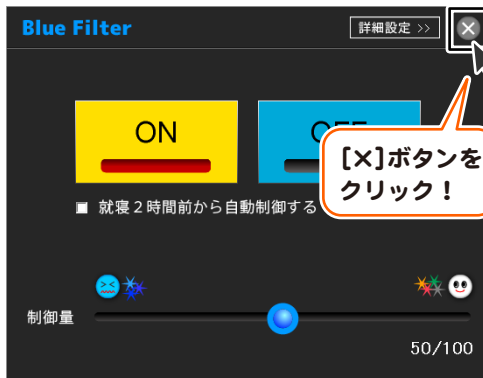 Blue Filter
詳細設定 >>
ON
[×]ボタンを
クリック！
就寝２時間前から自動制御する
制御量
50/100